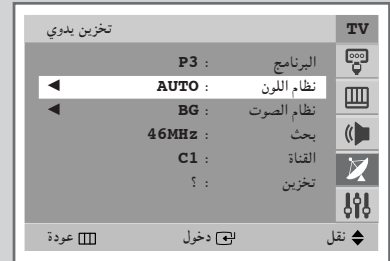 TV تخزين يدوي
البرنامج : P3
نظام اللون : AUTO ◀
نظام الصوت : BG ◀
بحث : 46MHz
القناة : C1
تخزين : ؟
نقل دخول عودة